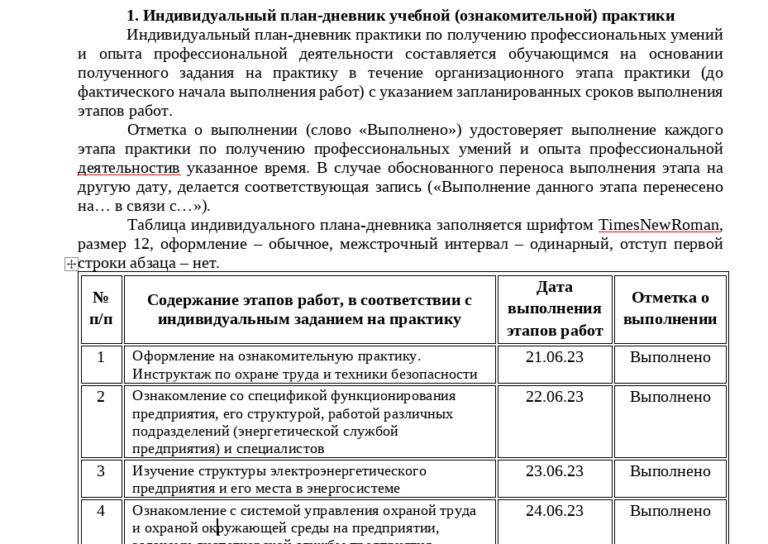 1. Индивидуальный план-дневник учебной (ознакомительной) практики
Индивидуальный план-дневник практики по получению профессиональных умений
и опыта профессиональной деятельности составляется обучающимся на основании
полученного задания на практику в течение организационного этапа практики (до
фактического начала выполнения работ) с указанием запланированных сроков выполнения
этапов работ.
Отметка о выполнении (слово «Выполнено») удостоверяет выполнение каждого
этапа практики по получению профессиональных умений и опыта профессиональной
деятельностив указанное время. В случае обоснованного переноса выполнения этапа на
другую дату, делается соответствующая запись («Выполнение данного этапа перенесено
на… в связи с…»).
Таблица индивидуального плана-дневника заполняется шрифтом TimesNewRoman,
размер 12, оформление – обычное, межстрочный интервал – одинарный, отступ первой
строки абзаца – нет.
№
п/п
Содержание этапов работ, в соответствии с
индивидуальным заданием на практику
Дата
выполнения
этапов работ
Отметка о
выполнении
1
Оформление на ознакомительную практику.
Инструктаж по охране труда и техники безопасности
21.06.23
Выполнено
2
Ознакомление со спецификой функционирования
предприятия, его структурой, работой различных
подразделений (энергетической службой
предприятия) и специалистов
22.06.23
Выполнено
3
Изучение структуры электроэнергетического
предприятия и его места в энергосистеме
23.06.23
Выполнено
4
Ознакомление с системой управления охраной труда
и охраной окружающей среды на предприятии,
24.06.23
Выполнено